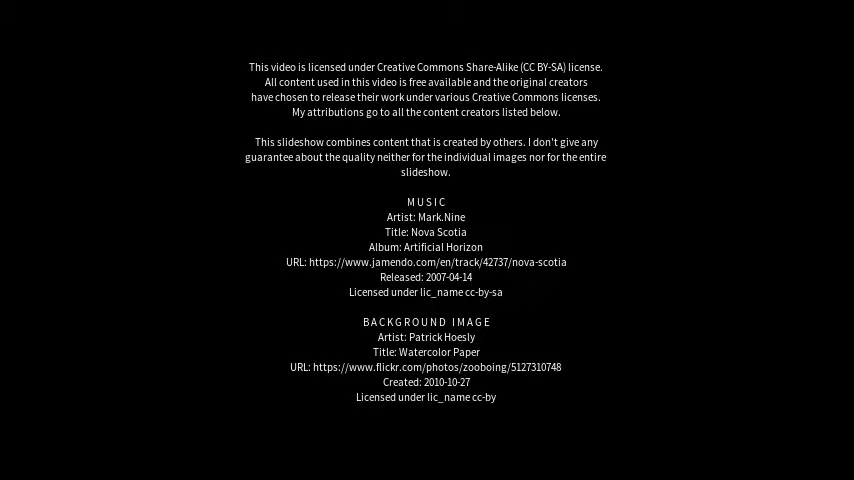 This video is licensed under Creative Commons Share-Alike (CC BY-SA) license.
All content used in this video is free available and the original creators
have chosen to release their work under various Creative Commons licenses.
My attributions go to all the content creators listed below.
This slideshow combines content that is created by others. I don't give any
guarantee about the quality neither for the individual images nor for the entire
slideshow.
MUSIC
Artist: Mark.Nine
Title: Nova Scotia
Album: Artificial Horizon
URL: https://www.jamendo.com/en/track/42737/nova-scotia
Released: 2007-04-14
Licensed under lic_name cc-by-sa
BACKGROUND IMAGE
Artist: Patrick Hoesly
Title: Watercolor Paper
URL: https://www.flickr.com/photos/zooboing/5127310748
Created: 2010-10-27
Licensed under lic_name cc-by